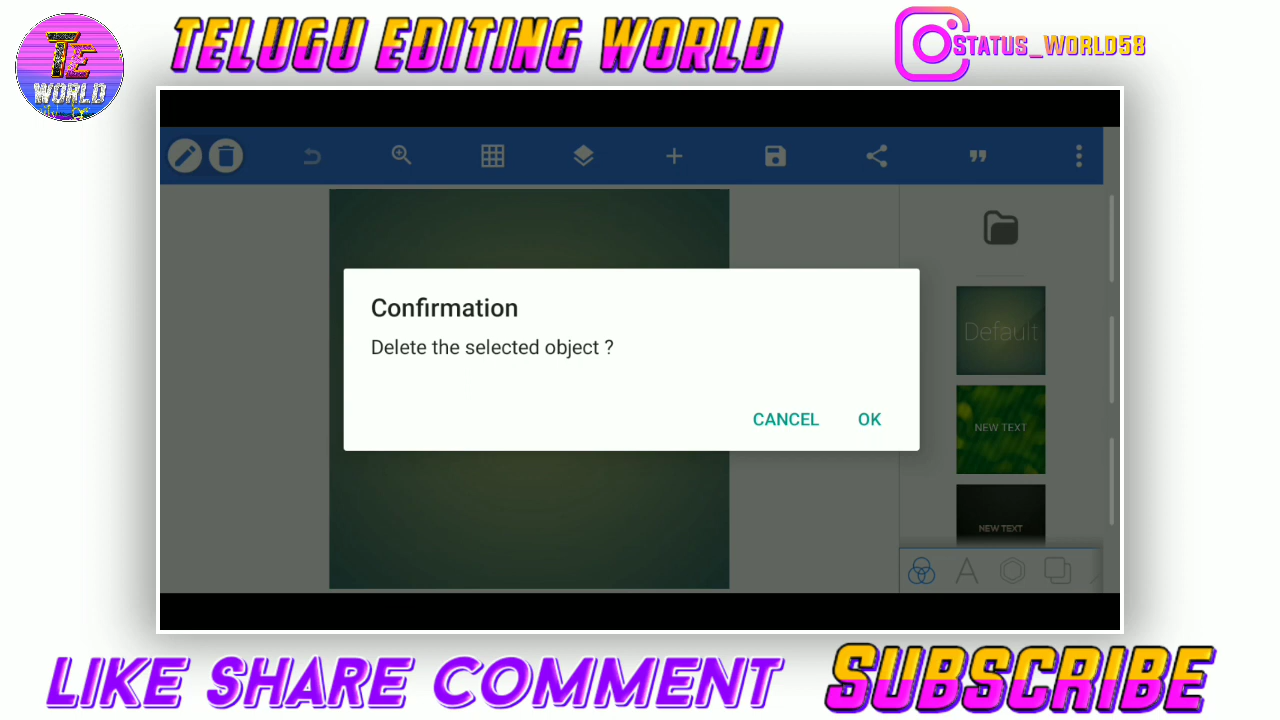 TELUGU EDITING WORLD
STATUS_WORLD58
TE
WORLD
Confirmation
Delete the selected object ?
CANCEL OK
Default
NEW TEXT
NEW TEXT
A
LIKE SHARE COMMENT
SUBSCRIBE